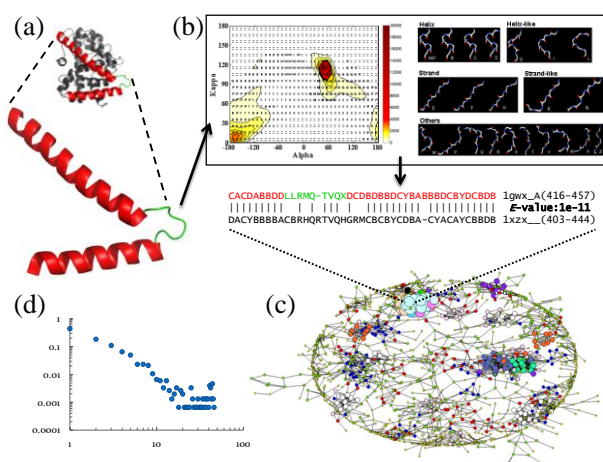 (a)
(b)
Kappa
180
150
120
90
60
30
0
-180 -120 -60 0 60 120 180
Alpha
Helix
Helix-like
Strand
Strand-like
Others
CACDABBDDLLRMQ-TVQXDCDBDBBDCYBABBBDCBYDCBDB 1gwx_A(416-457)
E-value:1e-11
DACYBBBBACBRHQRTVQHGRMCBCBYCDBA-CYACAYCBBDB 1xzx__(403-444)
(d)
1
0.1
0.01
0.001
0.0001
1 10 100
(c)